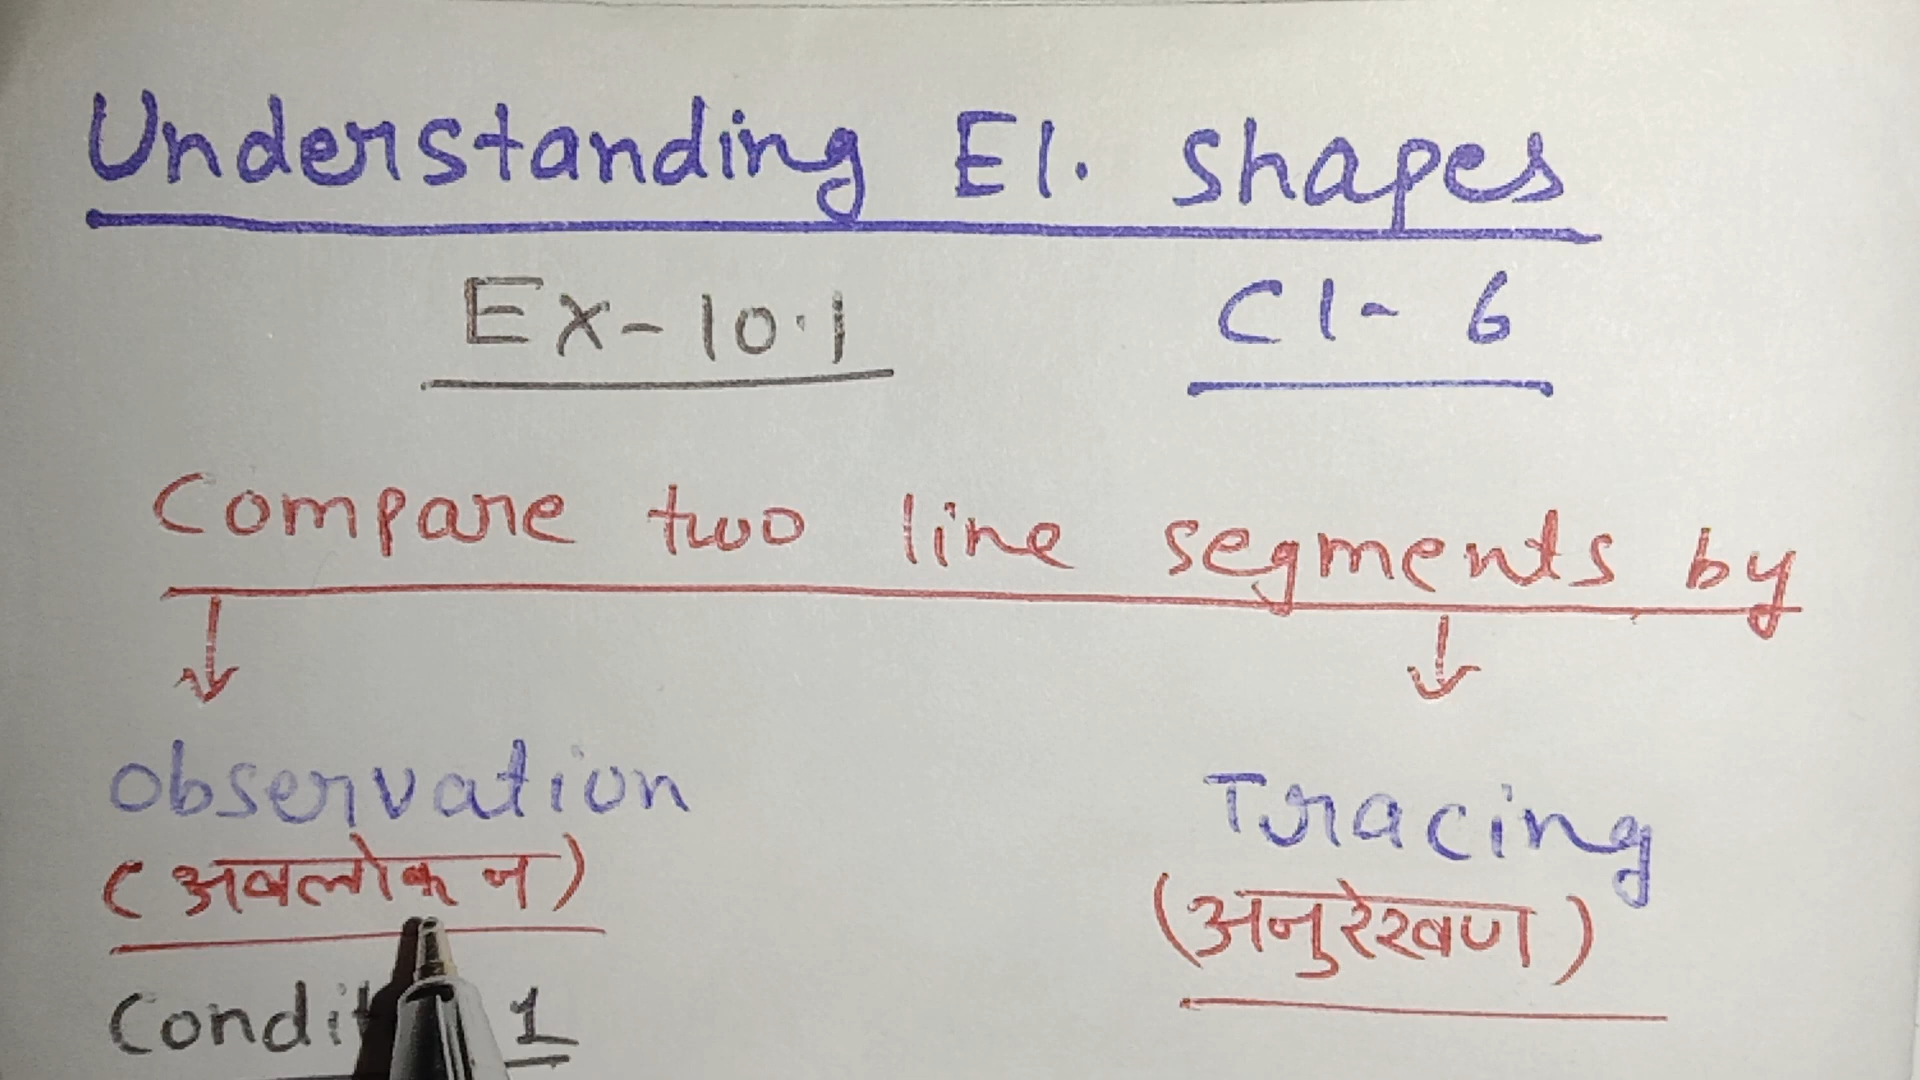 Understanding El. shapes
Ex-10.1 Cl- 6
Compare two line segments by
observation Tracing
(अवलोकन) (अनुरेखण)
1